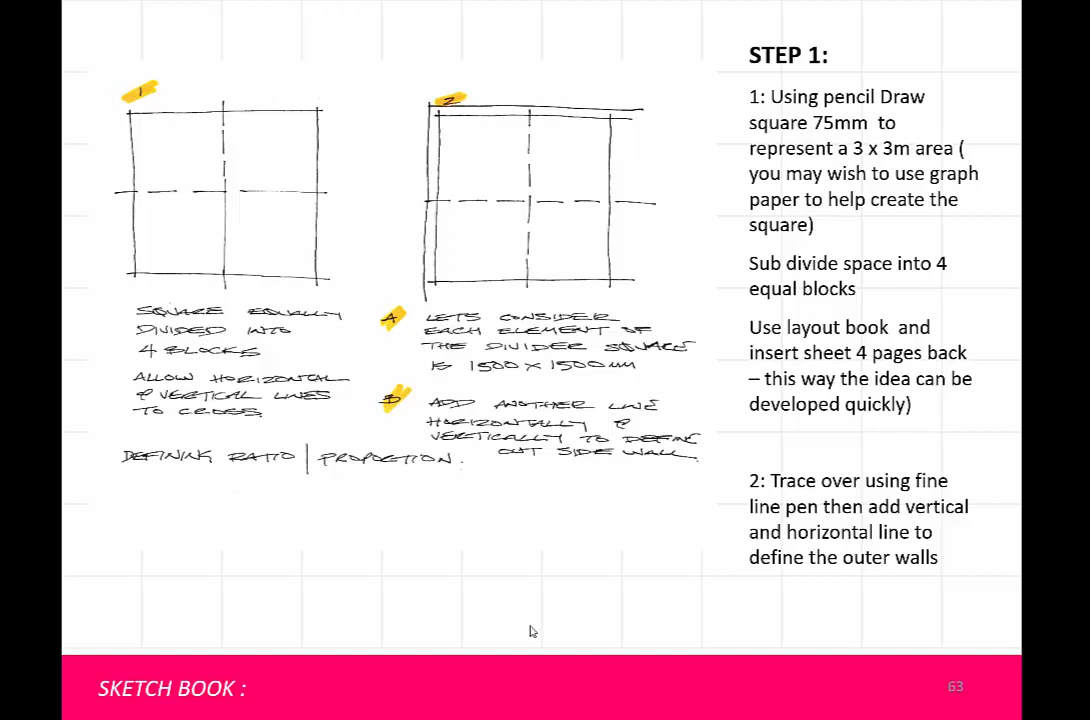 1
SQUARE EQUALLY
DIVIDED INTO
4 BLOCKS
ALLOW HORIZONTAL
& VERTICAL LINES
TO CROSS.
DEFINING RATIO | PROPORTION.
2
A LETS CONSIDER
EACH ELEMENT OF
THE DIVIDER SQUARE
IS 1500 X 1500 MM
B ADD ANOTHER LINE
HORIZONTALLY &
VERTICALLY TO DEFINE
OUT SIDE WALL.
STEP 1:
1: Using pencil Draw
square 75mm to
represent a 3 x 3m area (
you may wish to use graph
paper to help create the
square)
Sub divide space into 4
equal blocks
Use layout book and
insert sheet 4 pages back
– this way the idea can be
developed quickly)
2: Trace over using fine
line pen then add vertical
and horizontal line to
define the outer walls
SKETCH BOOK :
63